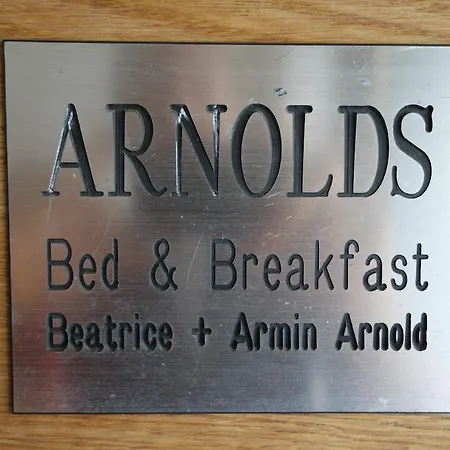 ARNOLDS
Bed & Breakfast
Beatrice + Armin Arnold